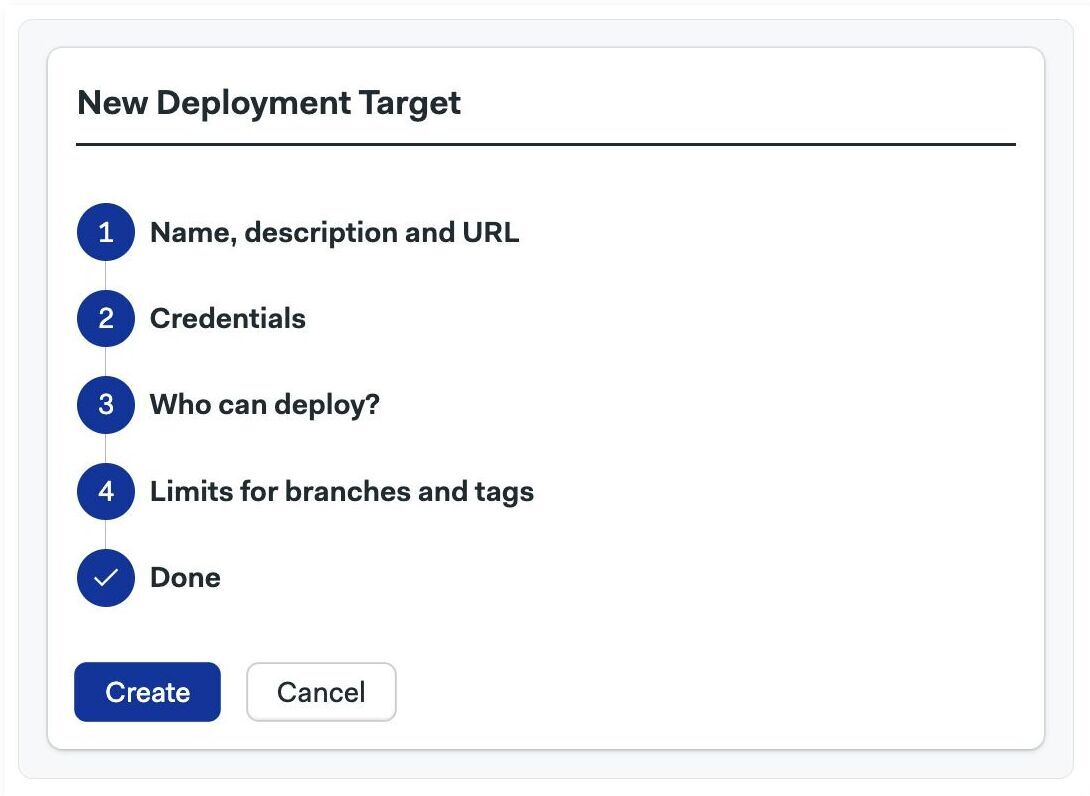 New Deployment Target
1 Name, description and URL
2 Credentials
3 Who can deploy?
4 Limits for branches and tags
Done
Create Cancel